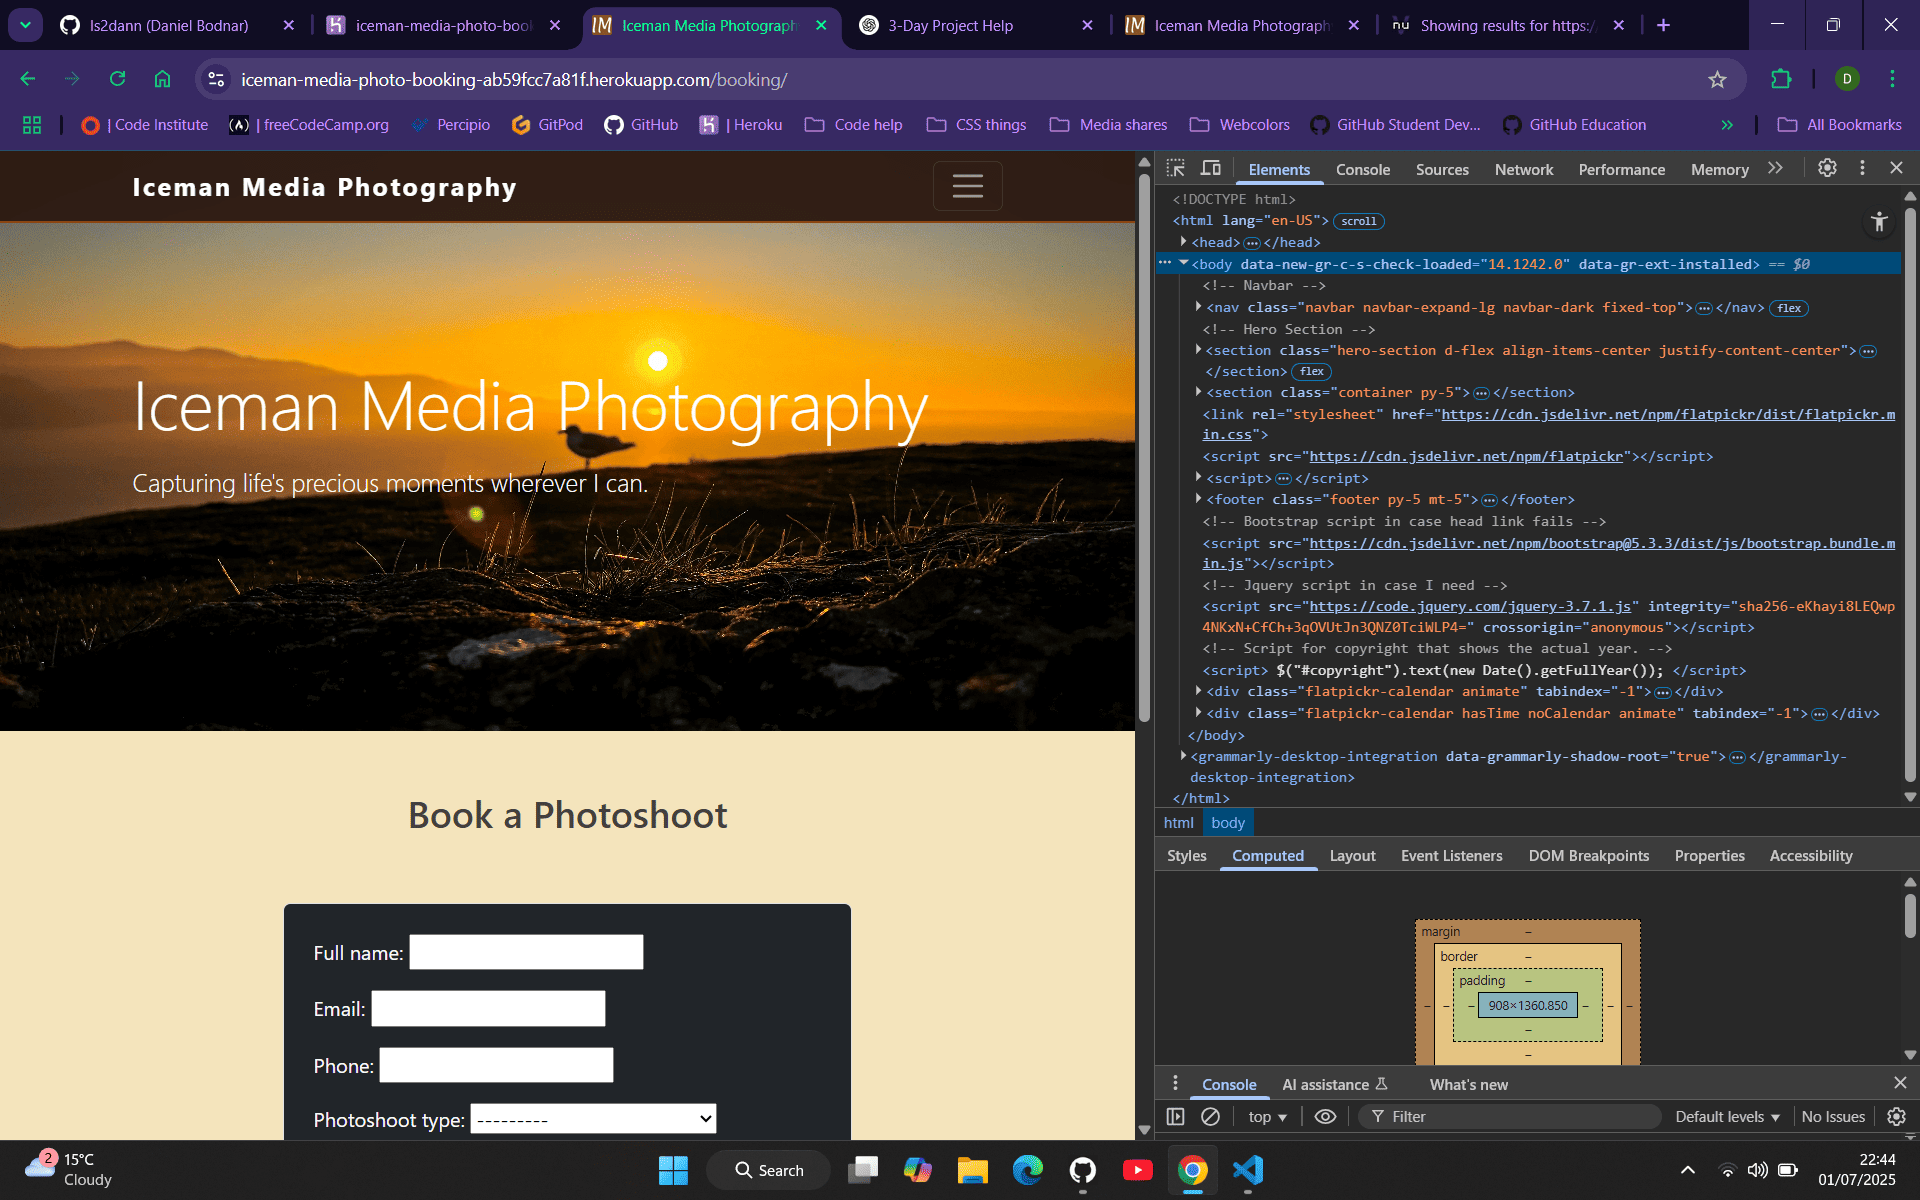 ls2dann (Daniel Bodnar)
iceman-media-photo-book
Iceman Media Photograph
3-Day Project Help
Iceman Media Photograph
Showing results for https:/
iceman-media-photo-booking-ab59fcc7a81f.herokuapp.com/booking/
D
| Code Institute
| freeCodeCamp.org
Percipio
GitPod
GitHub
| Heroku
Code help
CSS things
Media shares
Webcolors
GitHub Student Dev...
GitHub Education
All Bookmarks
Iceman Media Photography
Iceman Media Photography
Capturing life's precious moments wherever I can.
Book a Photoshoot
Full name:
Email:
Phone:
Photoshoot type: ---------
Elements Console Sources Network Performance Memory
<!DOCTYPE html>
<html lang="en-US"> scroll
<head>…</head>
<body data-new-gr-c-s-check-loaded="14.1242.0" data-gr-ext-installed> == $0
<!-- Navbar -->
<nav class="navbar navbar-expand-lg navbar-dark fixed-top">…</nav> flex
<!-- Hero Section -->
<section class="hero-section d-flex align-items-center justify-content-center">…
</section> flex
<section class="container py-5">…</section>
<link rel="stylesheet" href="https://cdn.jsdelivr.net/npm/flatpickr/dist/flatpickr.m
in.css">
<script src="https://cdn.jsdelivr.net/npm/flatpickr"></script>
<script>…</script>
<footer class="footer py-5 mt-5">…</footer>
<!-- Bootstrap script in case head link fails -->
<script src="https://cdn.jsdelivr.net/npm/bootstrap@5.3.3/dist/js/bootstrap.bundle.m
in.js"></script>
<!-- Jquery script in case I need -->
<script src="https://code.jquery.com/jquery-3.7.1.js" integrity="sha256-eKhayi8LEQwp
4NKxN+CfCh+3qOVUtJn3QNZ0TciWLP4=" crossorigin="anonymous"></script>
<!-- Script for copyright that shows the actual year. -->
<script> $("#copyright").text(new Date().getFullYear()); </script>
<div class="flatpickr-calendar animate" tabindex="-1">…</div>
<div class="flatpickr-calendar hasTime noCalendar animate" tabindex="-1">…</div>
</body>
<grammarly-desktop-integration data-grammarly-shadow-root="true">…</grammarly-
desktop-integration>
</html>
html body
Styles Computed Layout Event Listeners DOM Breakpoints Properties Accessibility
margin –
border –
padding –
– – – 908×1360.850 – – –
–
–
Console AI assistance What's new
top Filter Default levels No Issues
2 15°C
Cloudy
Search
22:44
01/07/2025